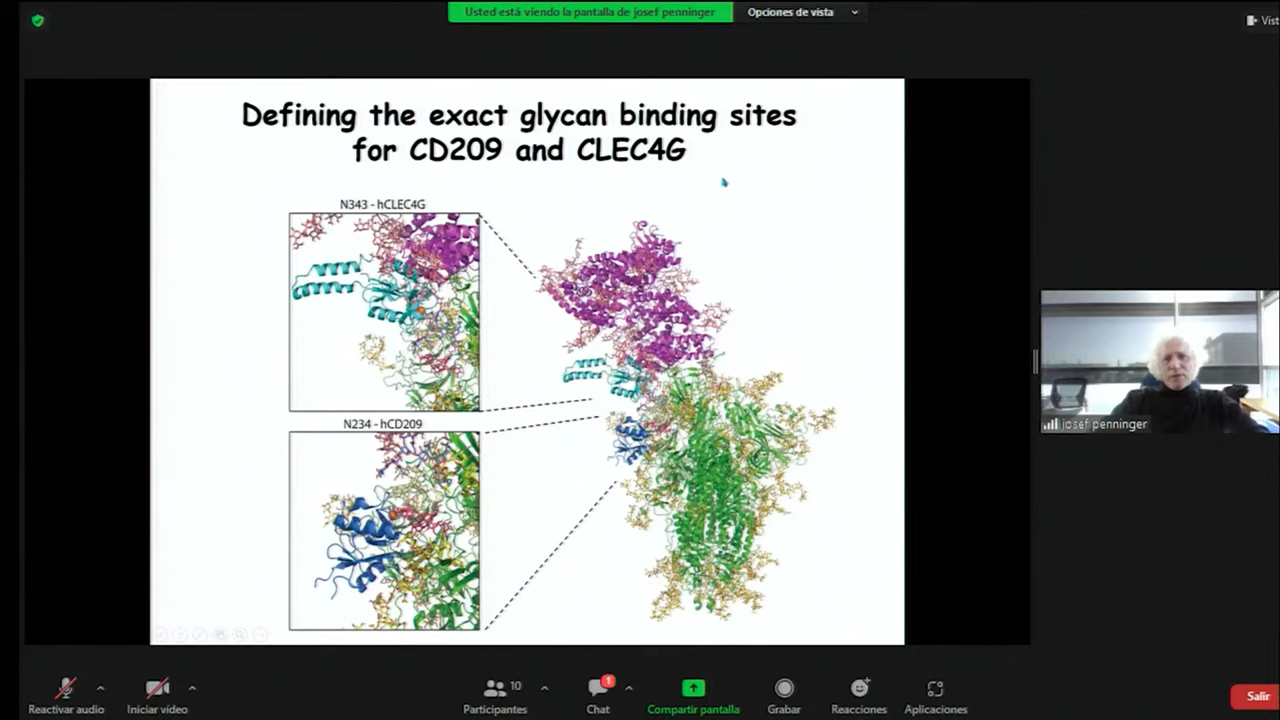 Usted está viendo la pantalla de josef penninger
Opciones de vista
Vist
Defining the exact glycan binding sites
for CD209 and CLEC4G
N343 - hCLEC4G
N234 - hCD209
josef penninger
Reactivar audio
Iniciar vídeo
10
Participantes
1
Chat
Compartir pantalla
Grabar
Reacciones
Aplicaciones
Salir